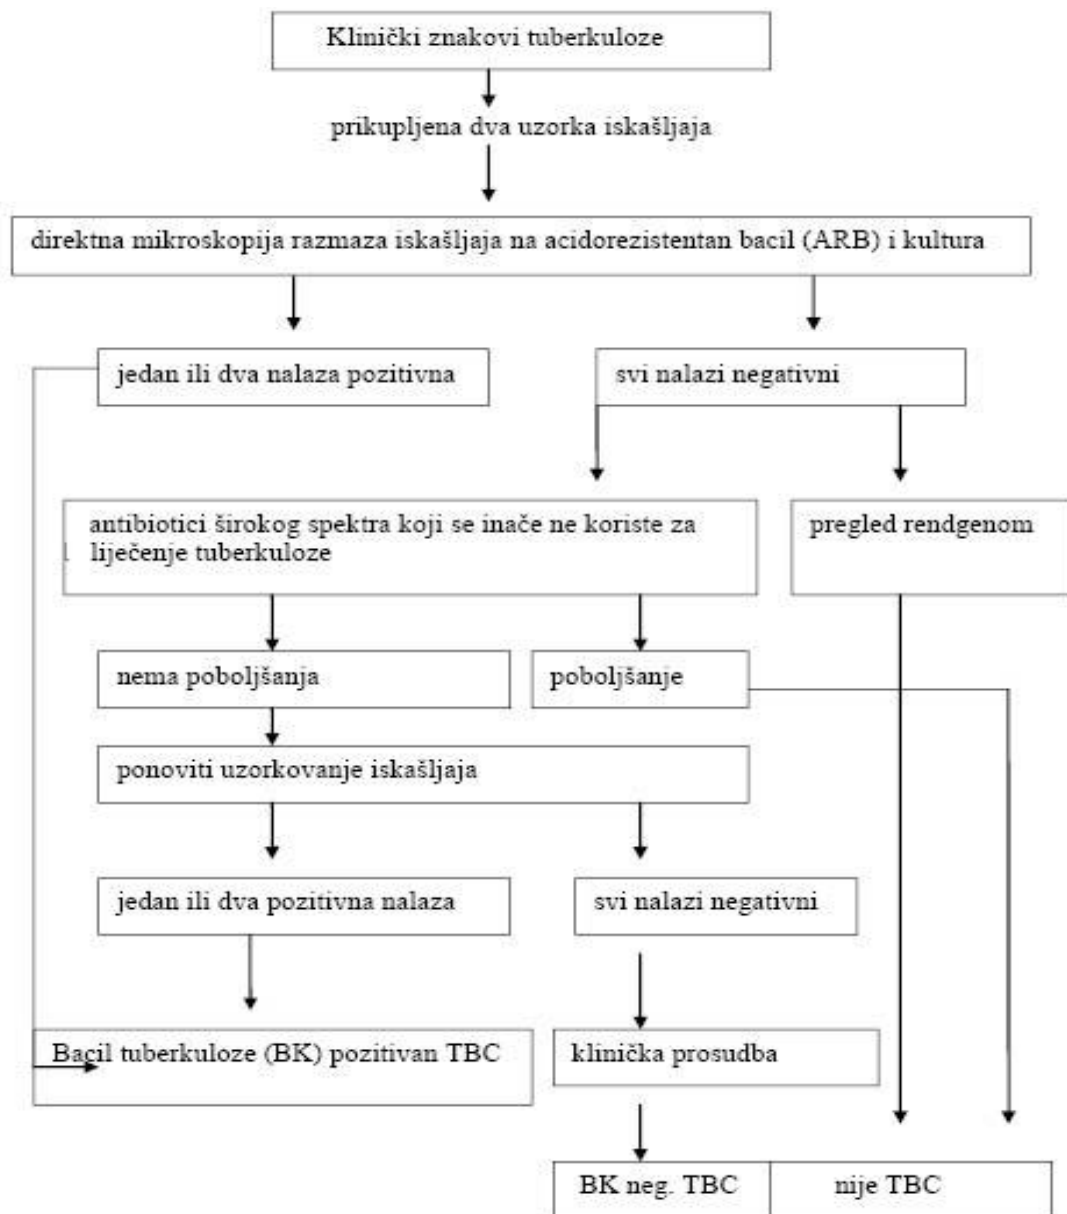 Klinički znakovi tuberkuloze
prikupljena dva uzorka iskašljaja
direktna mikroskopija razmaza iskašljaja na acidorezistentan bacil (ARB) i kultura
jedan ili dva nalaza pozitivna
svi nalazi negativni
antibiotici širokog spektra koji se inače ne koriste za
liječenje tuberkuloze
pregled rendgenom
nema poboljšanja
poboljšanje
ponoviti uzorkovanje iskašljaja
jedan ili dva pozitivna nalaza
svi nalazi negativni
Bacil tuberkuloze (BK) pozitivan TBC
klinička prosudba
BK neg. TBC
nije TBC